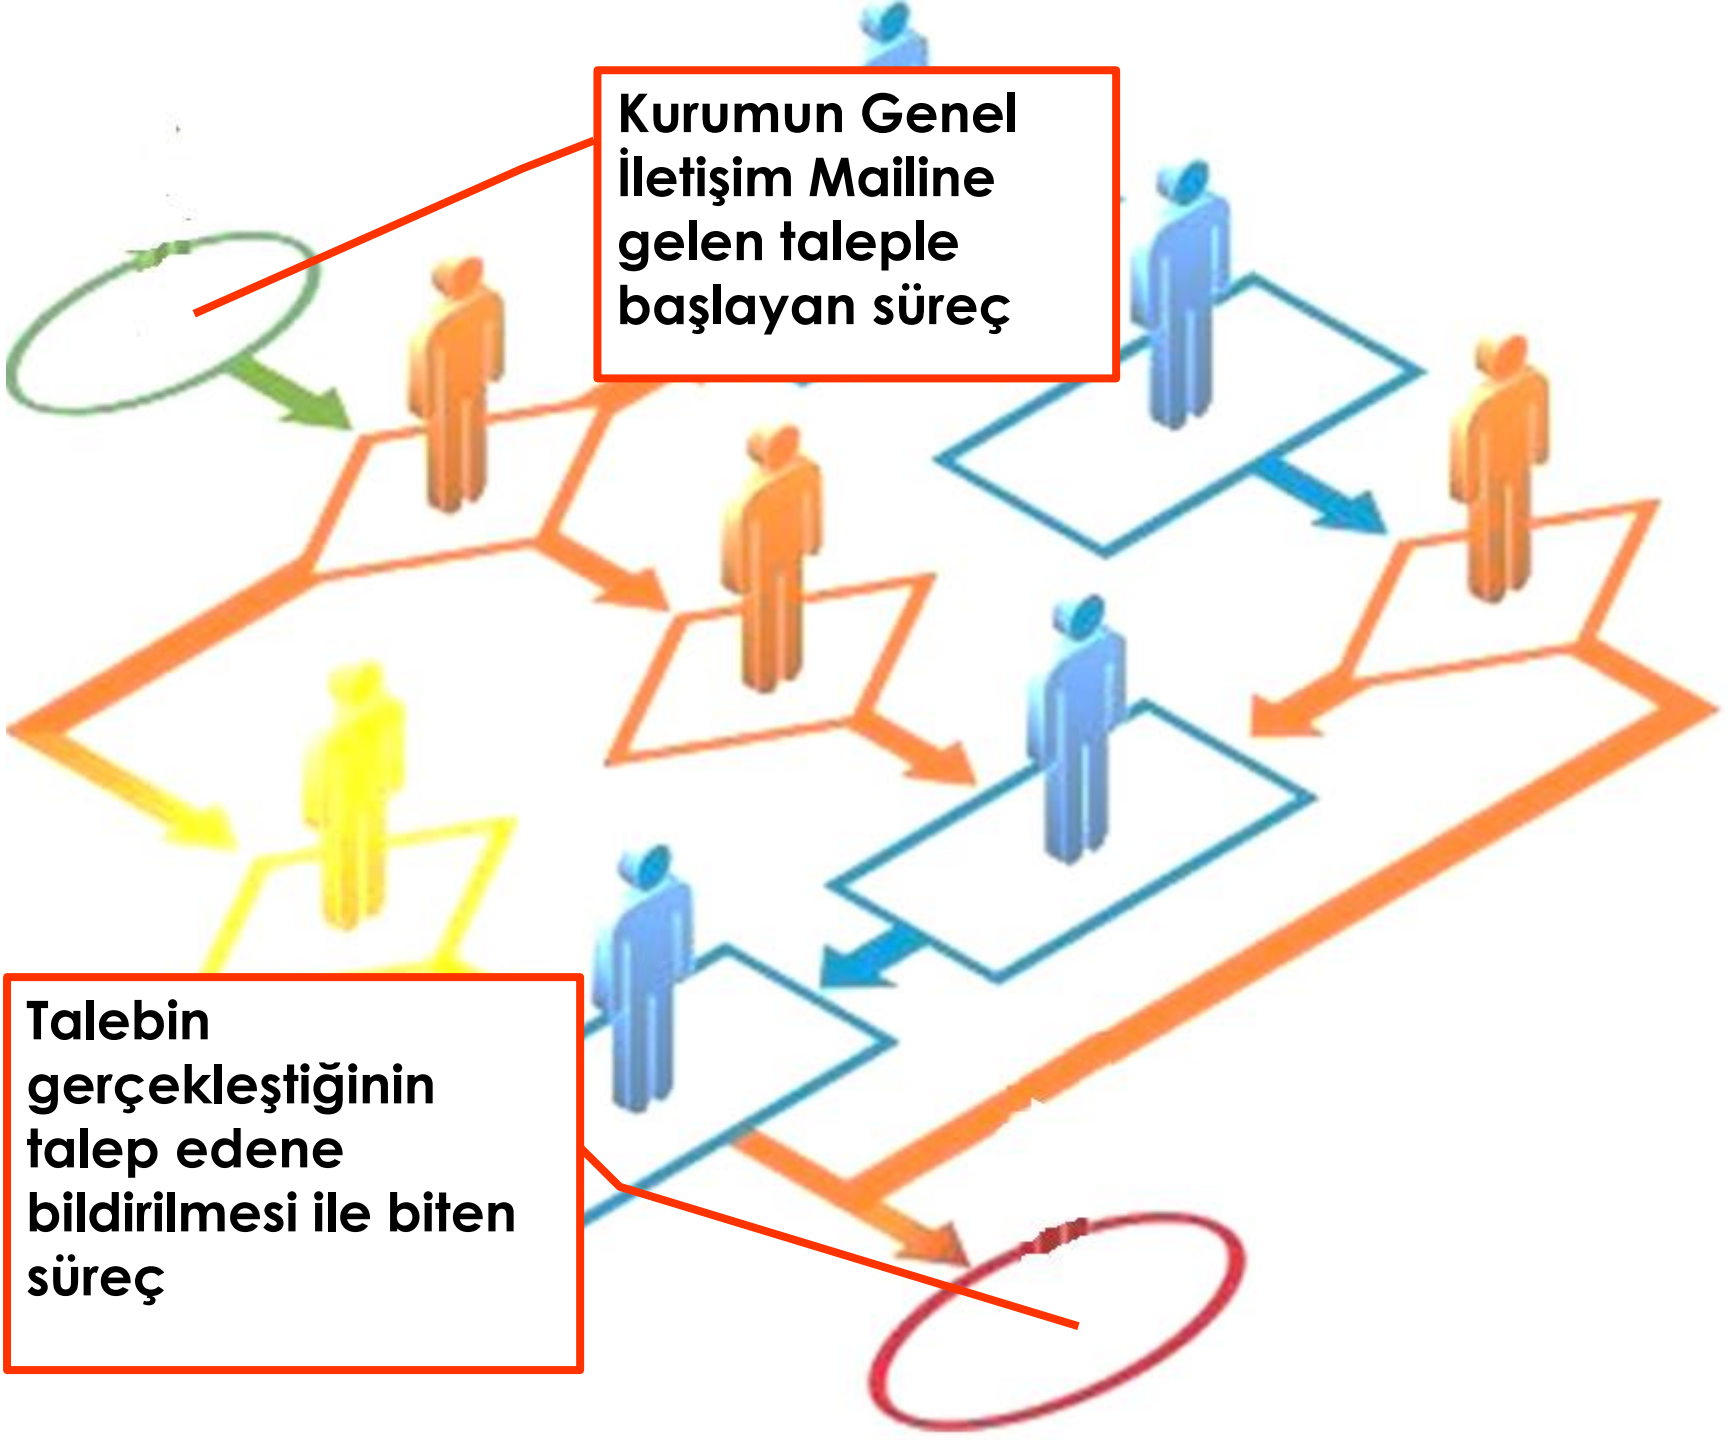 Kurumun Genel
İletişim Mailine
gelen taleple
başlayan süreç
Talebin
gerçekleştiğinin
talep edene
bildirilmesi ile biten
süreç